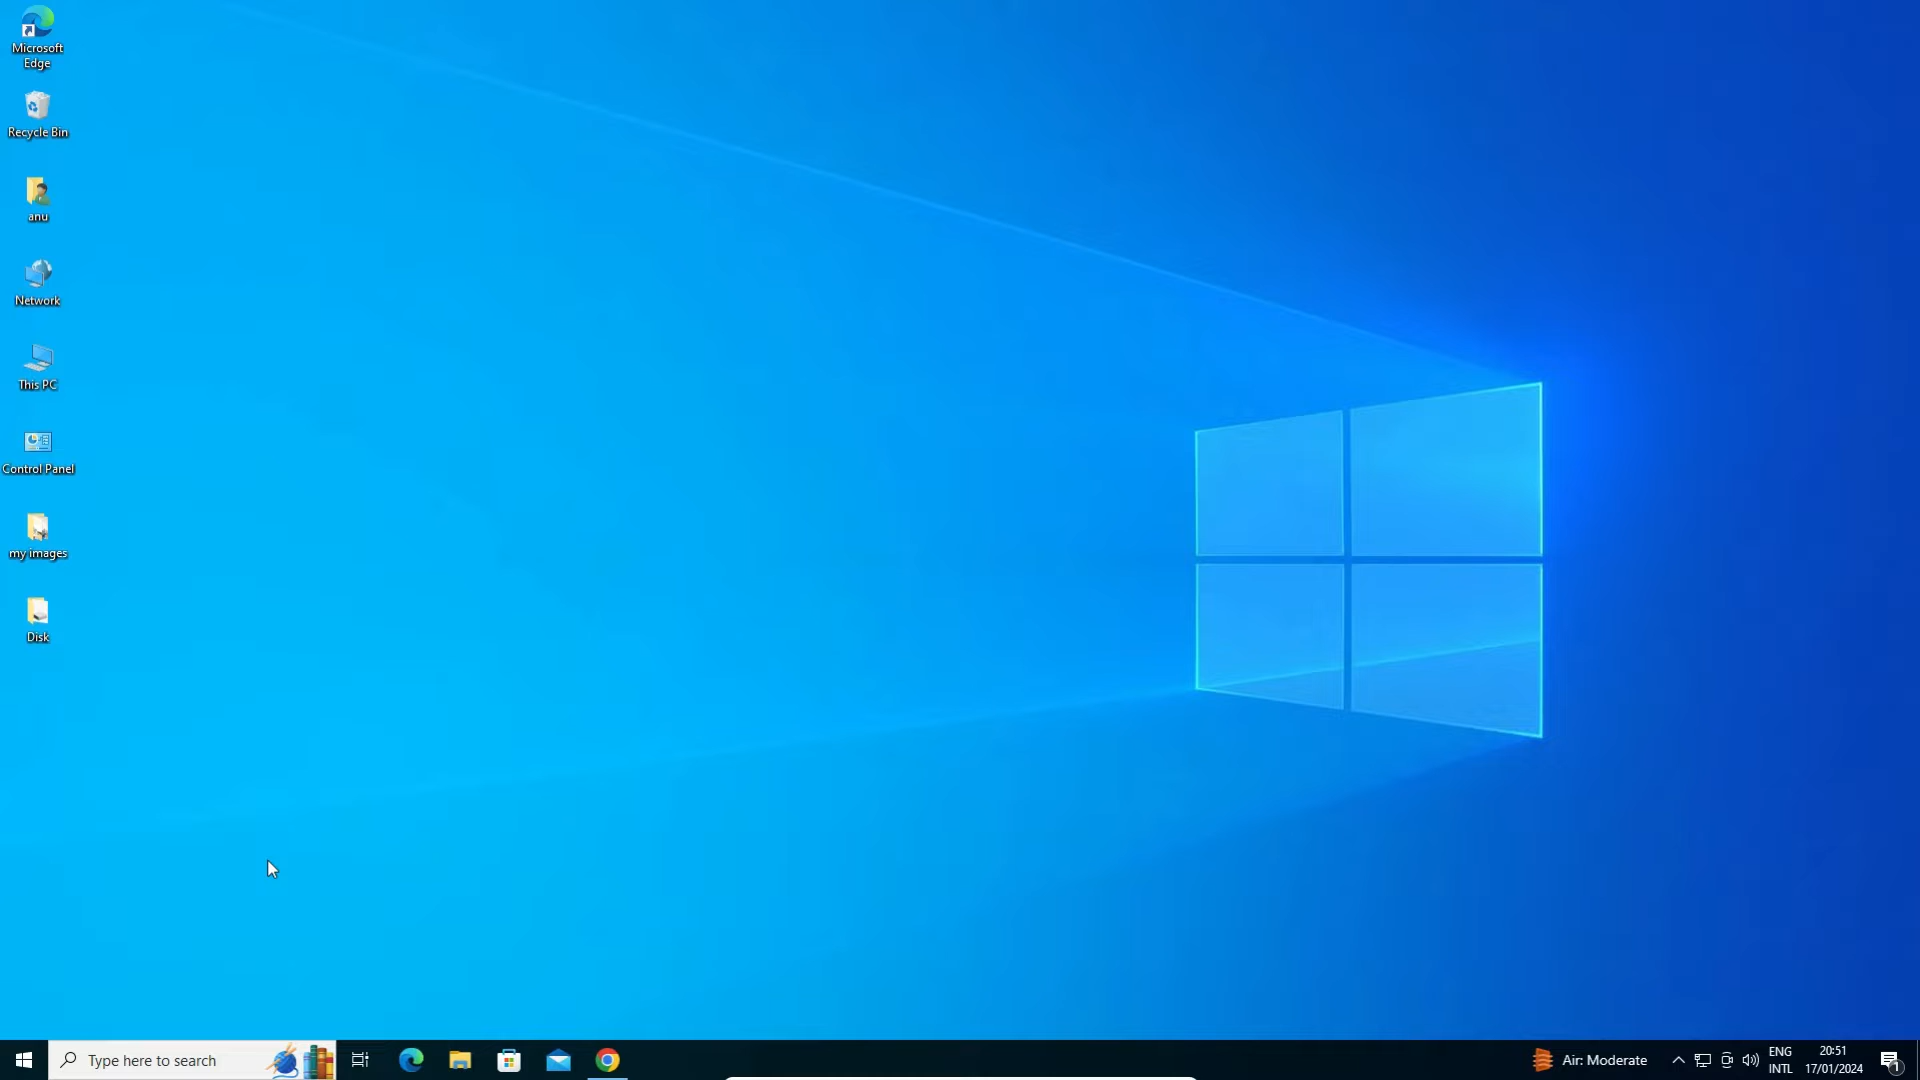 Microsoft
Edge
Recycle Bin
anu
Network
This PC
Control Panel
my images
Disk
Type here to search
Air: Moderate
ENG
INTL
20:51
17/01/2024
1